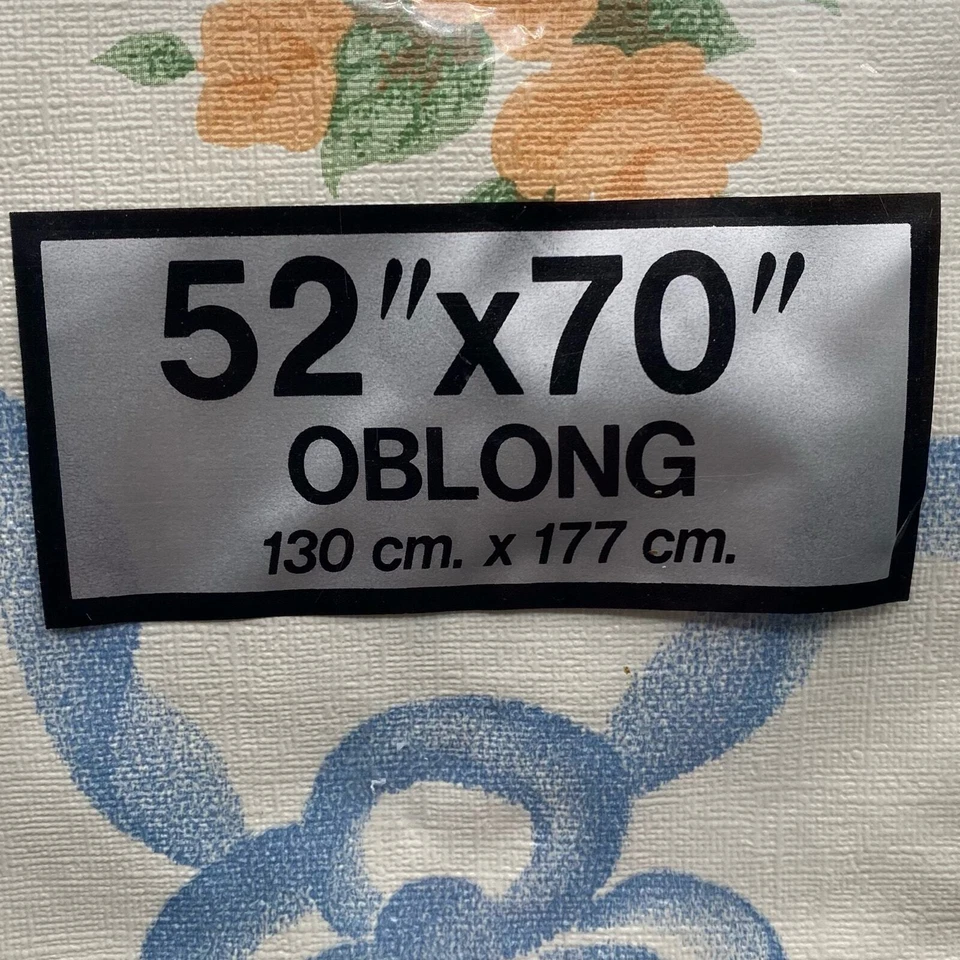 52"x70"
OBLONG
130 cm. x 177 cm.